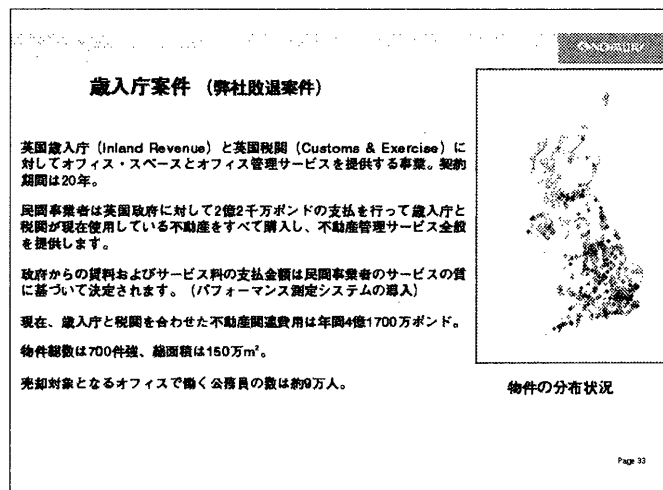 歳入庁案件 (弊社敗退案件)
英国歳入庁 (Inland Revenue) と英国税関 (Customs & Exercise) に
対してオフィス・スペースとオフィス管理サービスを提供する事業。契約
期間は20年。
民間事業者は英国政府に対して2億2千万ポンドの支払を行って歳入庁と
税関が現在使用している不動産をすべて購入し、不動産管理サービス全般
を提供します。
政府からの賃料およびサービス料の支払金額は民間事業者のサービスの質
に基づいて決定されます。 (パフォーマンス測定システムの導入)
現在、歳入庁と税関を合わせた不動産関連費用は年間4億1700万ポンド。
物件総数は700件強、総面積は150万m²。
売却対象となるオフィスで働く公務員の数は約9万人。
物件の分布状況
Page 33